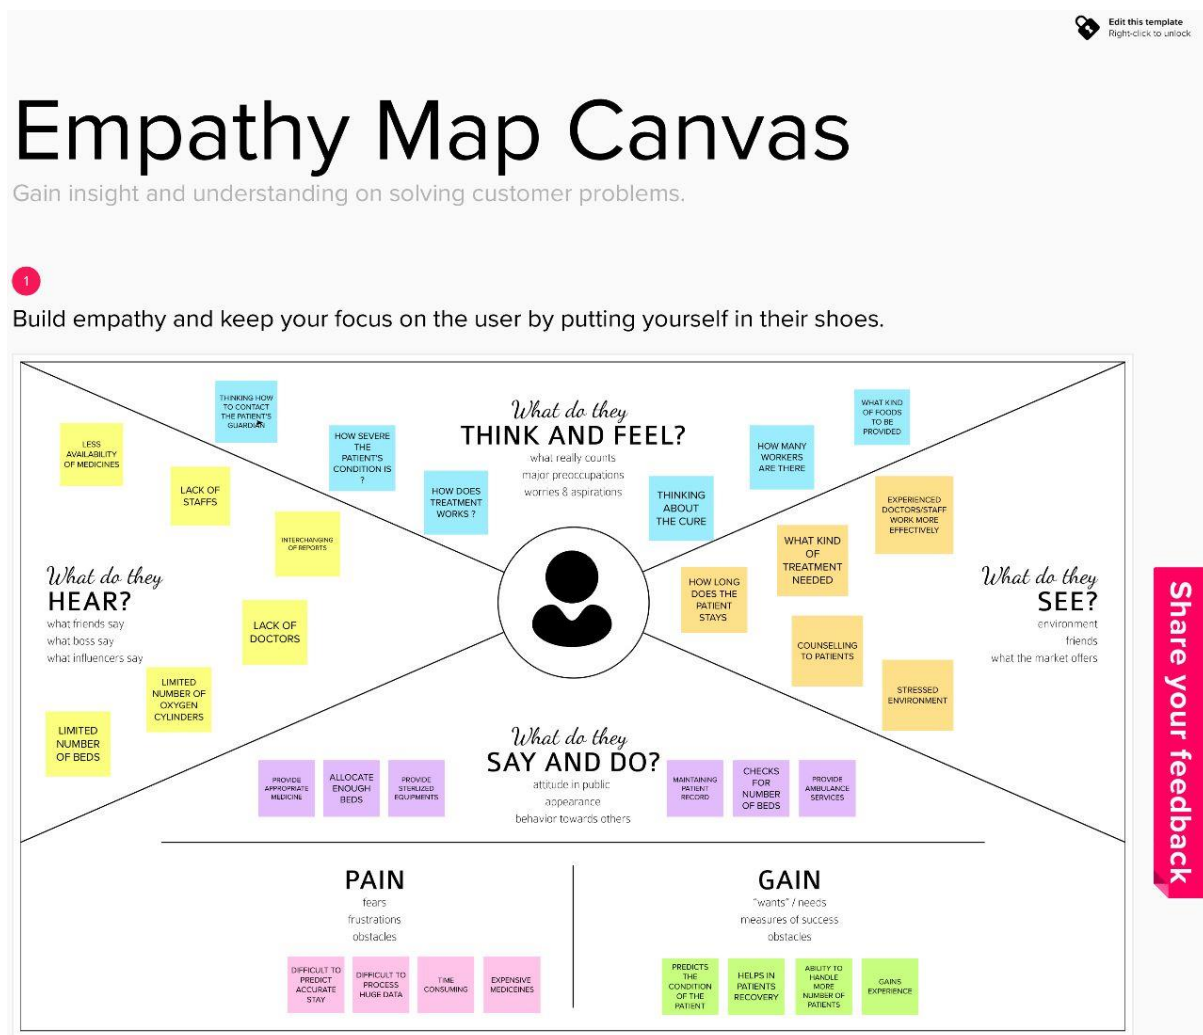 Edit this template
Right-click to unlock
Empathy Map Canvas
Gain insight and understanding on solving customer problems.
1
Build empathy and keep your focus on the user by putting yourself in their shoes.
What do they
THINK AND FEEL?
what really counts
major preoccupations
worries & aspirations
THINKING HOW
TO CONTACT
THE PATIENT'S
GUARDIAN
HOW SEVERE
THE
PATIENT'S
CONDITION IS
?
HOW DOES
TREATMENT
WORKS ?
THINKING
ABOUT
THE CURE
HOW MANY
WORKERS
ARE THERE
WHAT KIND
OF FOODS
TO BE
PROVIDED
What do they
HEAR?
what friends say
what boss say
what influencers say
LESS
AVAILABILITY
OF MEDICINES
LACK OF
STAFFS
INTERCHANGING
OF REPORTS
LACK OF
DOCTORS
LIMITED
NUMBER OF
OXYGEN
CYLINDERS
LIMITED
NUMBER
OF BEDS
What do they
SEE?
environment
friends
what the market offers
EXPERIENCED
DOCTORS/STAFF
WORK MORE
EFFECTIVELY
WHAT KIND
OF
TREATMENT
NEEDED
HOW LONG
DOES THE
PATIENT
STAYS
COUNSELLING
TO PATIENTS
STRESSED
ENVIRONMENT
What do they
SAY AND DO?
attitude in public
appearance
behavior towards others
PROVIDE
APPROPRIATE
MEDICINE
ALLOCATE
ENOUGH
BEDS
PROVIDE
STERLIZED
EQUIPMENTS
MAINTAINING
PATIENT
RECORD
CHECKS
FOR
NUMBER
OF BEDS
PROVIDE
AMBULANCE
SERVICES
PAIN
fears
frustrations
obstacles
DIFFICULT TO
PREDICT
ACCURATE
STAY
DIFFICULT TO
PROCESS
HUGE DATA
TIME
CONSUMING
EXPENSIVE
MEDICEINES
GAIN
"wants" / needs
measures of success
obstacles
PREDICTS
THE
CONDITION
OF THE
PATIENT
HELPS IN
PATIENTS
RECOVERY
ABILITY TO
HANDLE
MORE
NUMBER OF
PATIENTS
GAINS
EXPERIENCE
Share your feedback